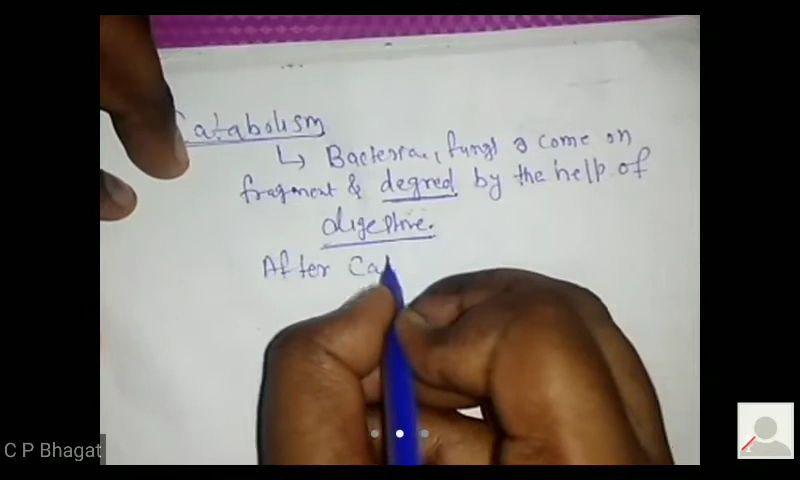 Catabolism
↳ Bacteria, fungi & come on
fragment & degred by the help of
digestive.
After Ca
C P Bhagat